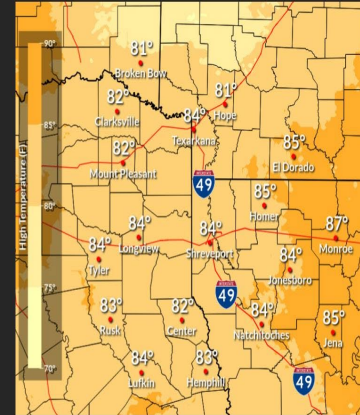 90°
85°
80°
75°
70°
High Temperature (F)
81°
Broken Bow
82°
Clarksville
81°
Hope
84°
Texarkana
82°
Mount Pleasant
85°
El Dorado
49
85°
Homer
87°
Monroe
84°
Longview
84°
Shreveport
84°
Tyler
84°
Jonesboro
49
83°
Rusk
82°
Center
84°
Natchitoches
85°
Jena
84°
Lufkin
83°
Hemphill
49